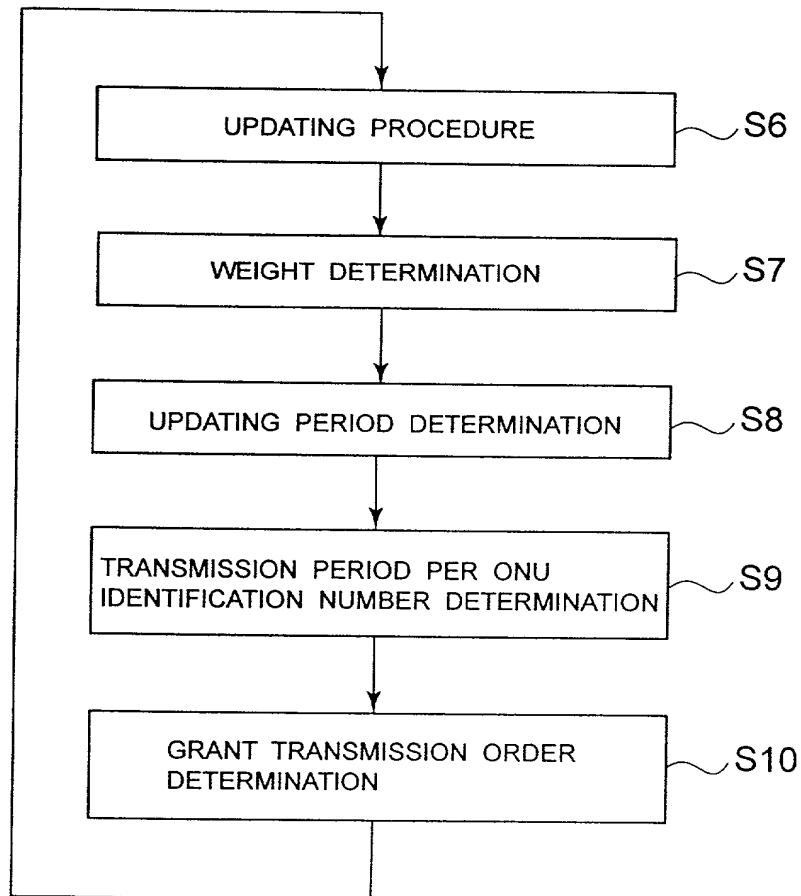 UPDATING PROCEDURE
S6
WEIGHT DETERMINATION
S7
UPDATING PERIOD DETERMINATION
S8
TRANSMISSION PERIOD PER ONU
IDENTIFICATION NUMBER DETERMINATION
S9
GRANT TRANSMISSION ORDER
DETERMINATION
S10